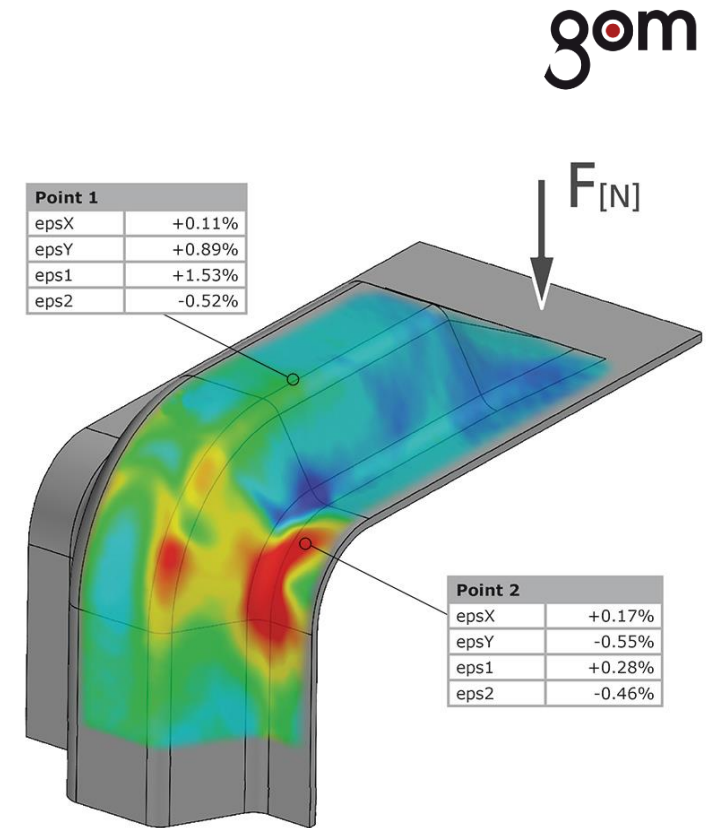 gom
F[N]
Point 1
epsX +0.11%
epsY +0.89%
eps1 +1.53%
eps2 -0.52%
Point 2
epsX +0.17%
epsY -0.55%
eps1 +0.28%
eps2 -0.46%